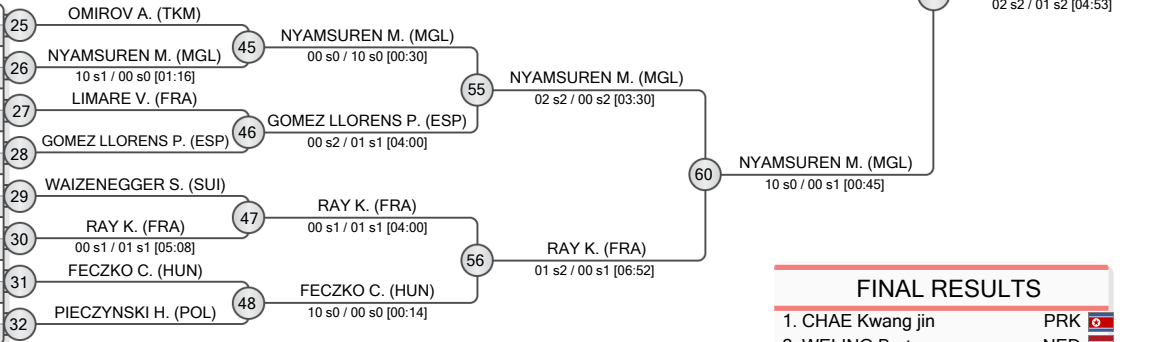 02 s2 / 01 s2 [04:53]
25
OMIROV A. (TKM)
26
NYAMSUREN M. (MGL)
10 s1 / 00 s0 [01:16]
27
LIMARE V. (FRA)
28
GOMEZ LLORENS P. (ESP)
29
WAIZENEGGER S. (SUI)
30
RAY K. (FRA)
00 s1 / 01 s1 [05:08]
31
FECZKO C. (HUN)
32
PIECZYNSKI H. (POL)
45
NYAMSUREN M. (MGL)
00 s0 / 10 s0 [00:30]
46
GOMEZ LLORENS P. (ESP)
00 s2 / 01 s1 [04:00]
47
RAY K. (FRA)
00 s1 / 01 s1 [04:00]
48
FECZKO C. (HUN)
10 s0 / 00 s0 [00:14]
55
NYAMSUREN M. (MGL)
02 s2 / 00 s2 [03:30]
56
RAY K. (FRA)
01 s2 / 00 s1 [06:52]
60
NYAMSUREN M. (MGL)
10 s0 / 00 s1 [00:45]
FINAL RESULTS
1. CHAE Kwang jin PRK